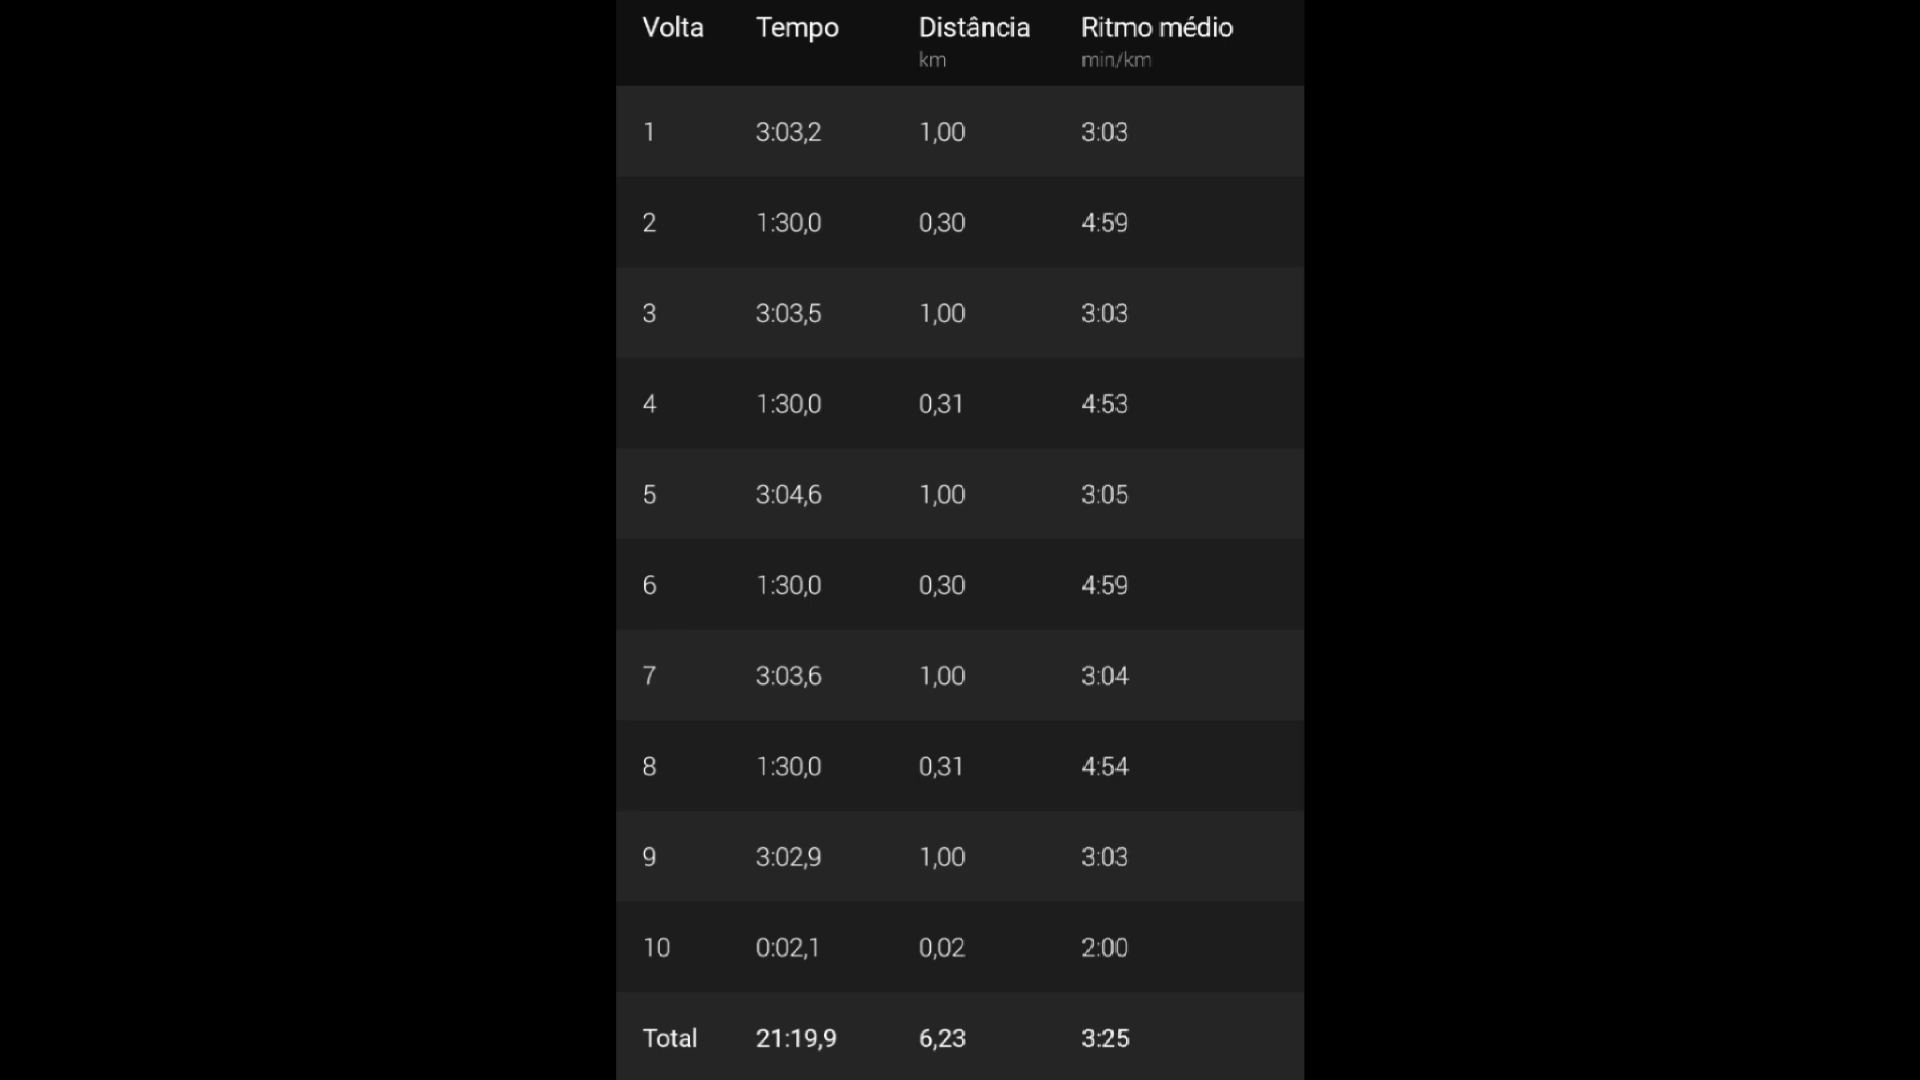 Volta Tempo Distância Ritmo médio
km min/km
1 3:03,2 1,00 3:03
2 1:30,0 0,30 4:59
3 3:03,5 1,00 3:03
4 1:30,0 0,31 4:53
5 3:04,6 1,00 3:05
6 1:30,0 0,30 4:59
7 3:03,6 1,00 3:04
8 1:30,0 0,31 4:54
9 3:02,9 1,00 3:03
10 0:02,1 0,02 2:00
Total 21:19,9 6,23 3:25